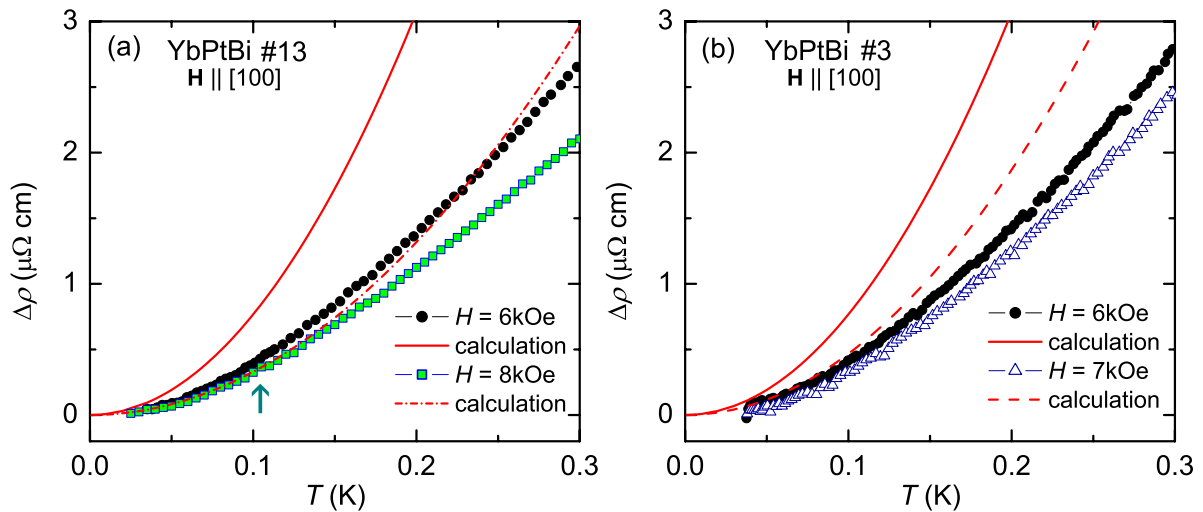 (a) YbPtBi #13
H || [100]
3
2
1
0
Δρ (μΩ cm)
H = 6kOe
calculation
H = 8kOe
calculation
0.0 0.1 0.2 0.3
T (K)
(b) YbPtBi #3
H || [100]
3
2
1
0
Δρ (μΩ cm)
H = 6kOe
calculation
H = 7kOe
calculation
0.0 0.1 0.2 0.3
T (K)